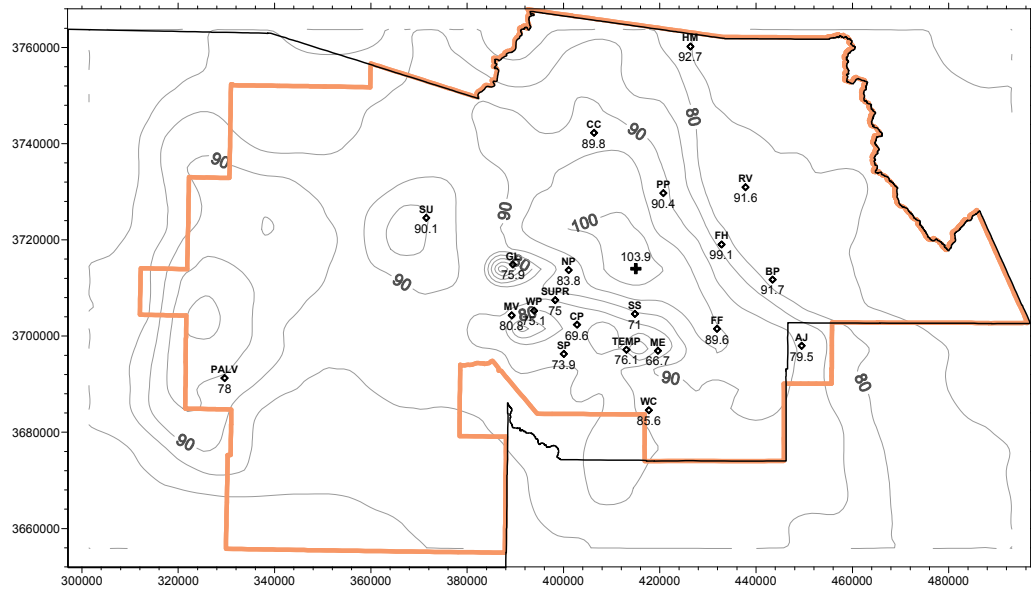 3760000
HM
92.7
80
3740000
CC
89.8
90
90
RV
91.6
PP
90.4
SU
90.1
90
100
3720000
FH
99.1
GL
75.9
90
NP
83.8
103.9
BP
91.7
90
SUPR
75
WP
75.1
MV
80.8
80
SS
71
3700000
CP
69.6
FF
89.6
AJ
79.5
SP
73.9
TEMP
76.1
ME
66.7
PALV
78
90
80
WC
85.6
90
3680000
3660000
300000 320000 340000 360000 380000 400000 420000 440000 460000 480000